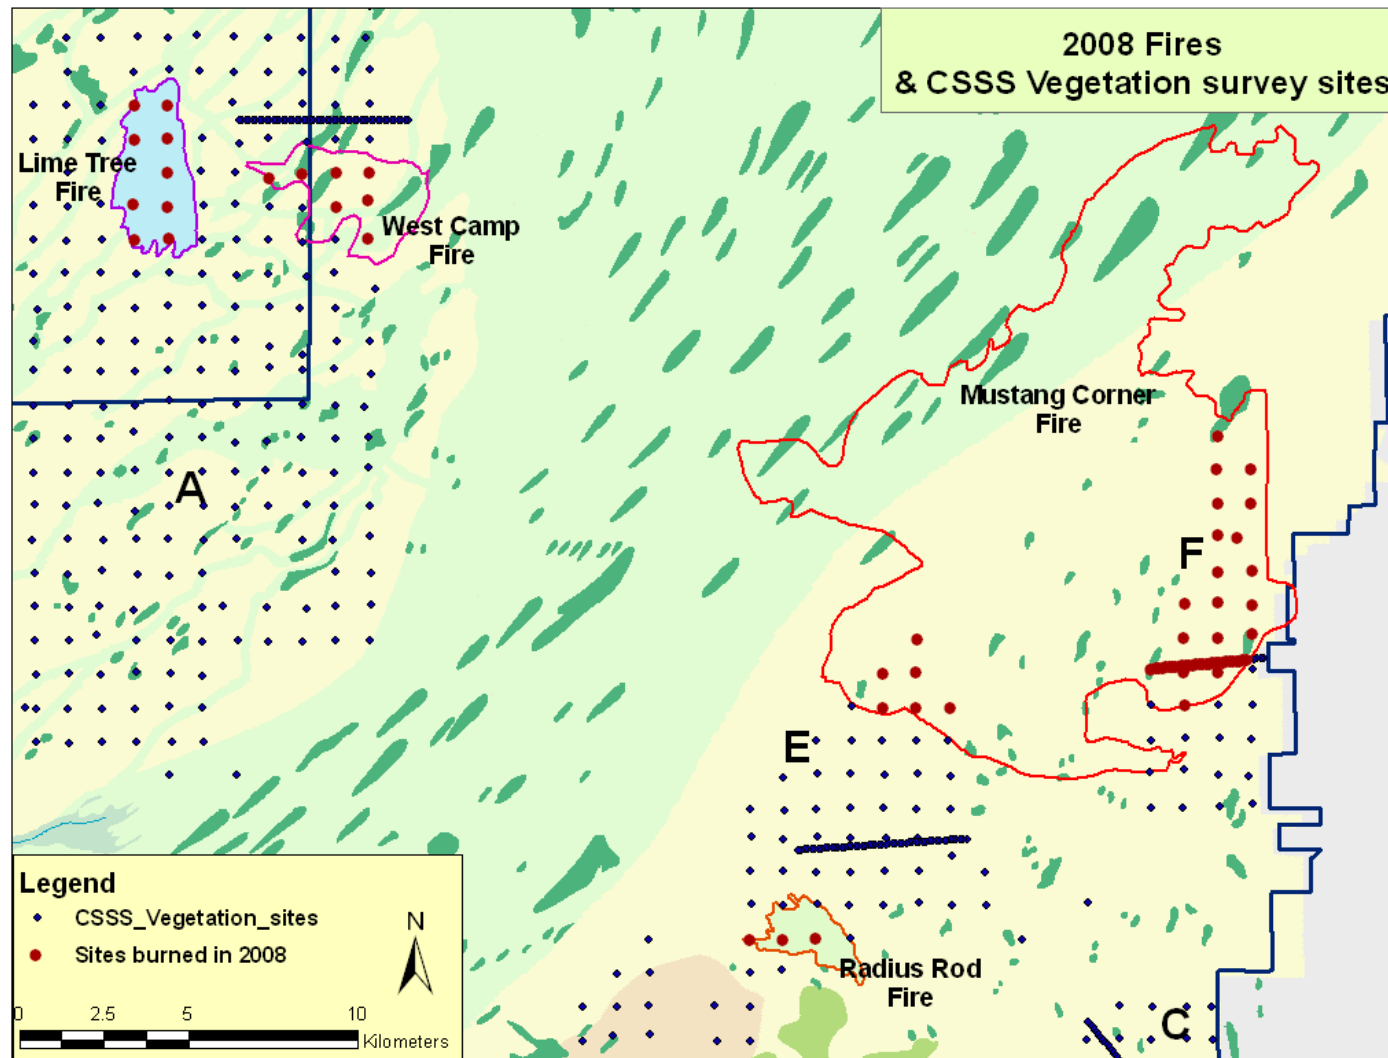 2008 Fires
& CSSS Vegetation survey sites
Lime Tree
Fire
West Camp
Fire
Mustang Corner
Fire
A
F
E
Radius Rod
Fire
C
Legend
CSSS_Vegetation_sites
Sites burned in 2008
N
0 2.5 5 10
Kilometers